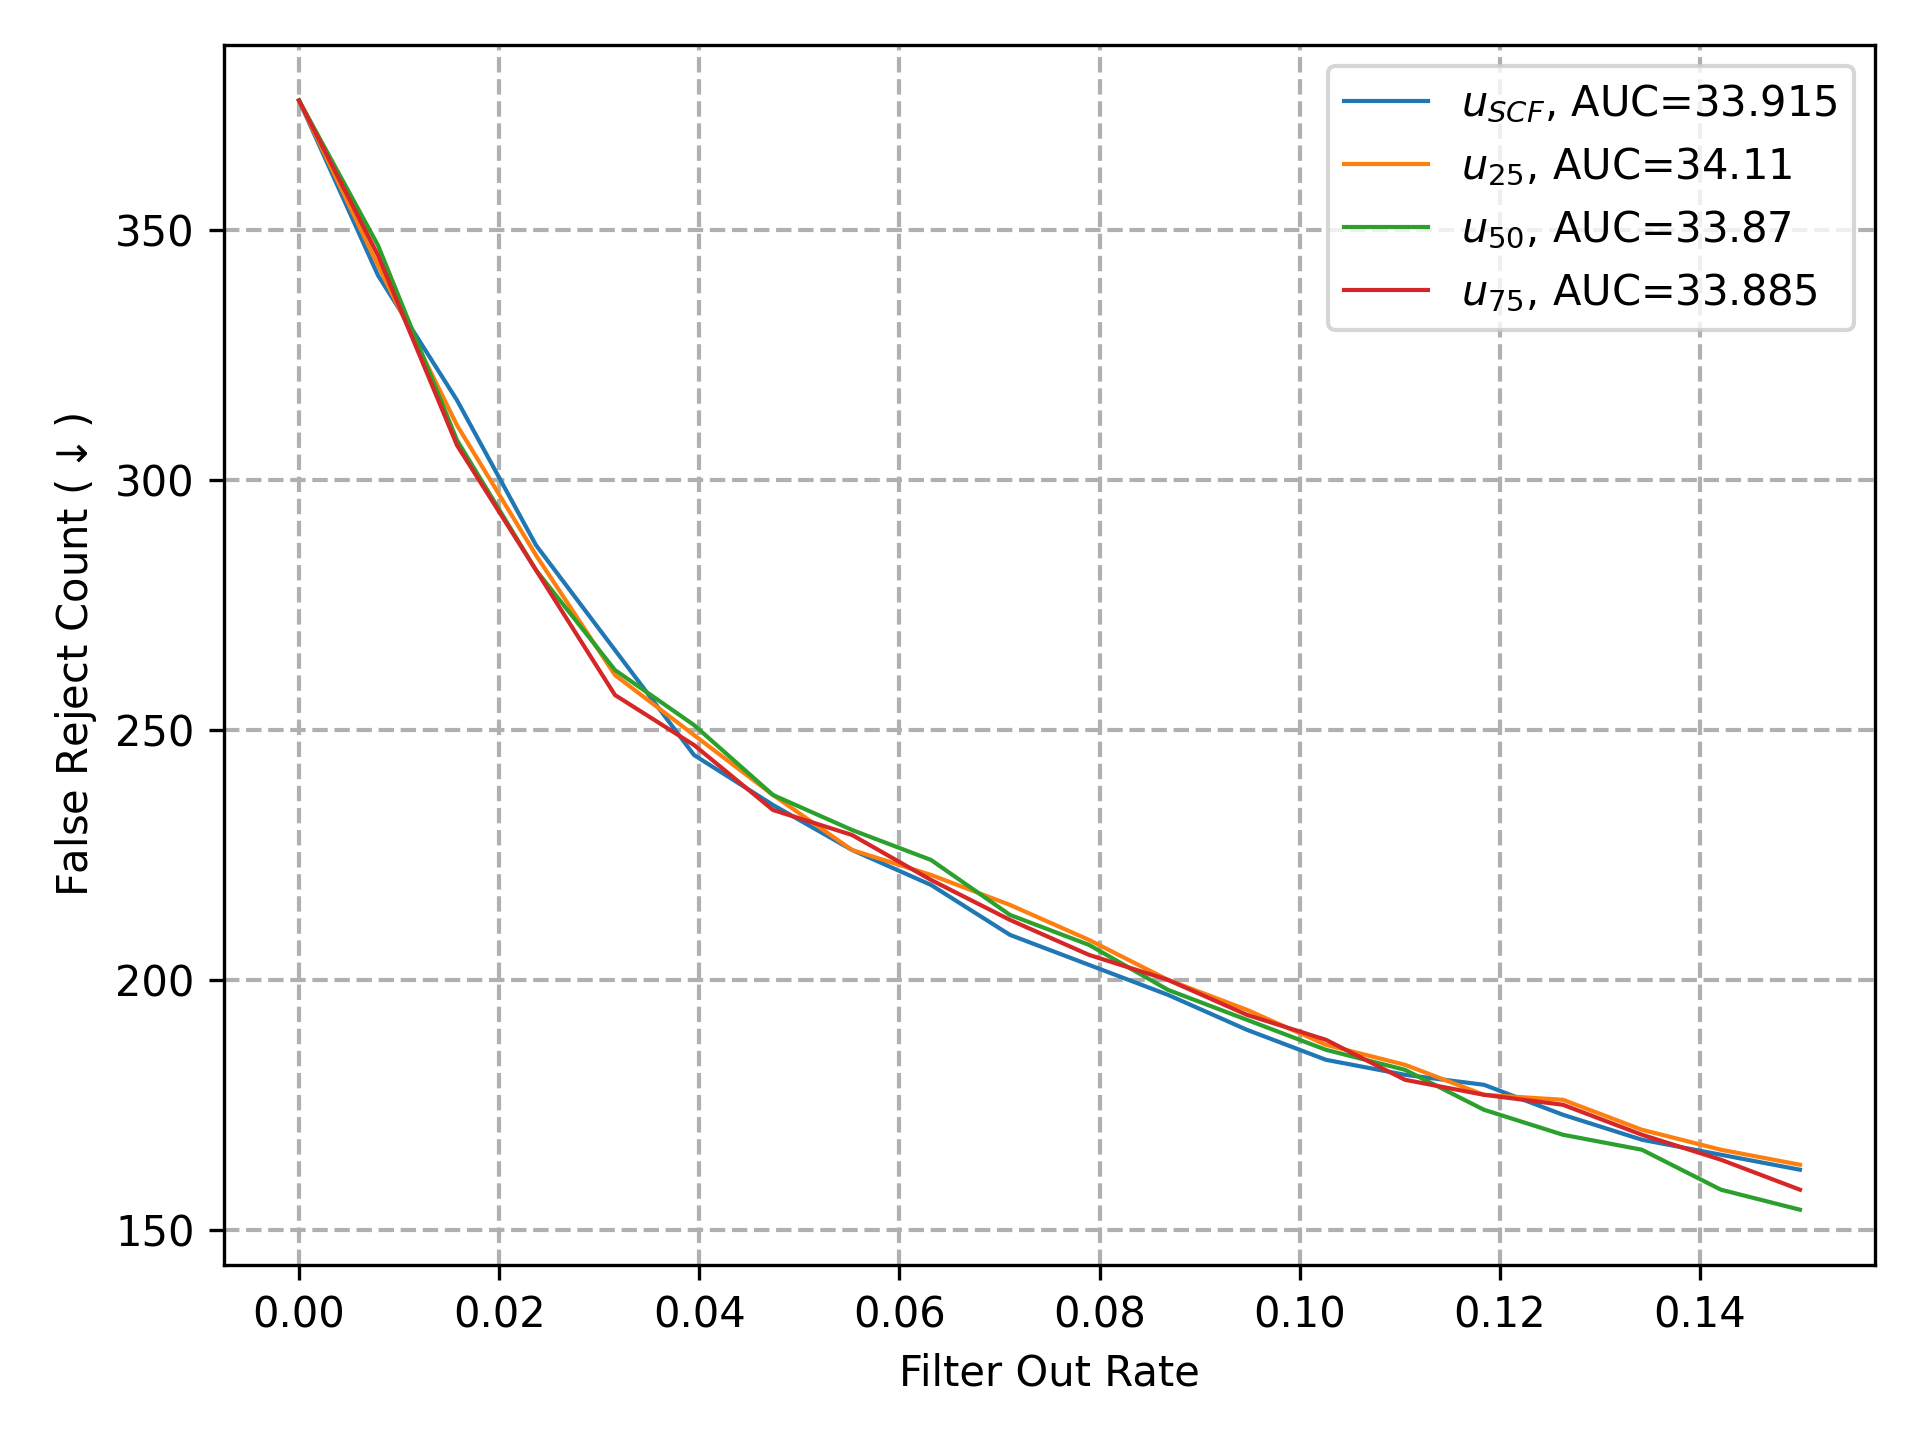 u_SCF, AUC=33.915
u_25, AUC=34.11
u_50, AUC=33.87
u_75, AUC=33.885
False Reject Count ( ↓ )
350
300
250
200
150
0.00 0.02 0.04 0.06 0.08 0.10 0.12 0.14
Filter Out Rate